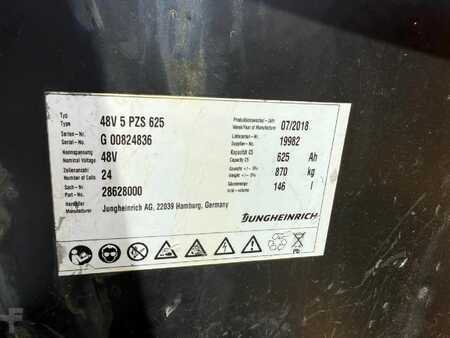 Typ
Type 48V 5 PZS 625
Serien-Nr.
Serial-No. G 00824836
Nennspannung
Nominal Voltage 48V
Zellenanzahl
Number of Cells 24
Sach-Nr.
Part-No. 28628000
Hersteller
Manufacturer Jungheinrich AG, 22039 Hamburg, Germany
Produktionswoche/-Jahr
Week/Year of Manufacture 07/2018
Lieferanten-Nr.
Supplier-No. 19982
Kapazität C5
Capacity C5 625 Ah
Gewicht +/- 5%
Weight +/- 5% 870 kg
Säuremenge
Acid-volume 146 l
JUNGHEINRICH